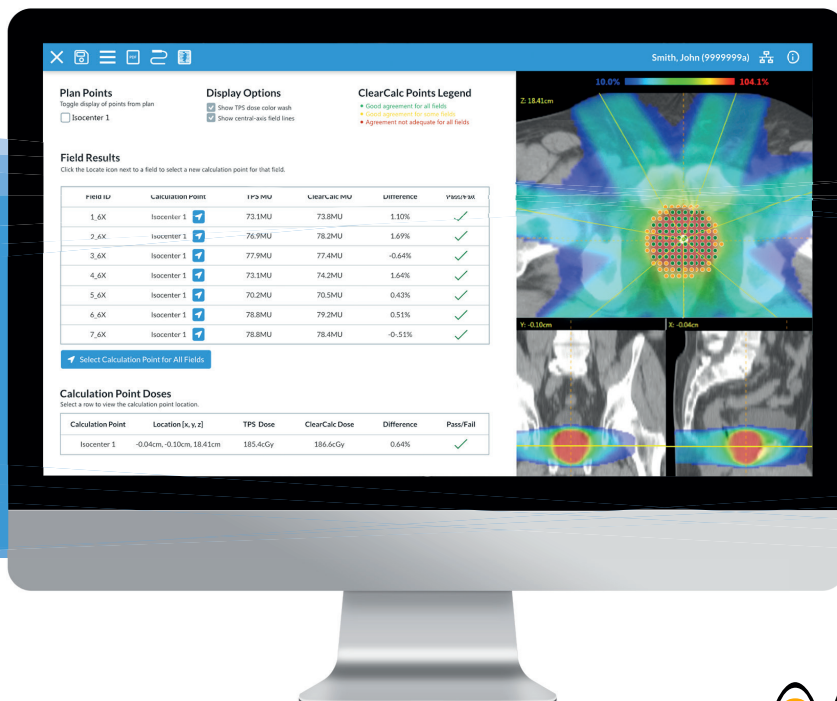 PDF
Smith, John (9999999a)
Plan Points
Toggle display of points from plan
Isocenter 1
Display Options
Show TPS dose color wash
Show central-axis field lines
ClearCalc Points Legend
• Good agreement for all fields
• Good agreement for some fields
• Agreement not adequate for all fields
Field Results
Click the Locate icon next to a field to select a new calculation point for that field.
Field ID Calculation Point TPS MU ClearCalc MU Difference Pass/Fail
1_6X Isocenter 1 73.1MU 73.8MU 1.10%
2_6X Isocenter 1 76.9MU 78.2MU 1.69%
3_6X Isocenter 1 77.9MU 77.4MU -0.64%
4_6X Isocenter 1 73.1MU 74.2MU 1.64%
5_6X Isocenter 1 70.2MU 70.5MU 0.43%
6_6X Isocenter 1 78.8MU 79.2MU 0.51%
7_6X Isocenter 1 78.8MU 78.4MU -0-.51%
Select Calculation Point for All Fields
Calculation Point Doses
Select a row to view the calculation point location.
Calculation Point Location [x, y, z] TPS Dose ClearCalc Dose Difference Pass/Fail
Isocenter 1 -0.04cm, -0.10cm, 18.41cm 185.4cGy 186.6cGy 0.64%
10.0% 104.1%
Z: 18.41cm
Y: -0.10cm
X: -0.04cm